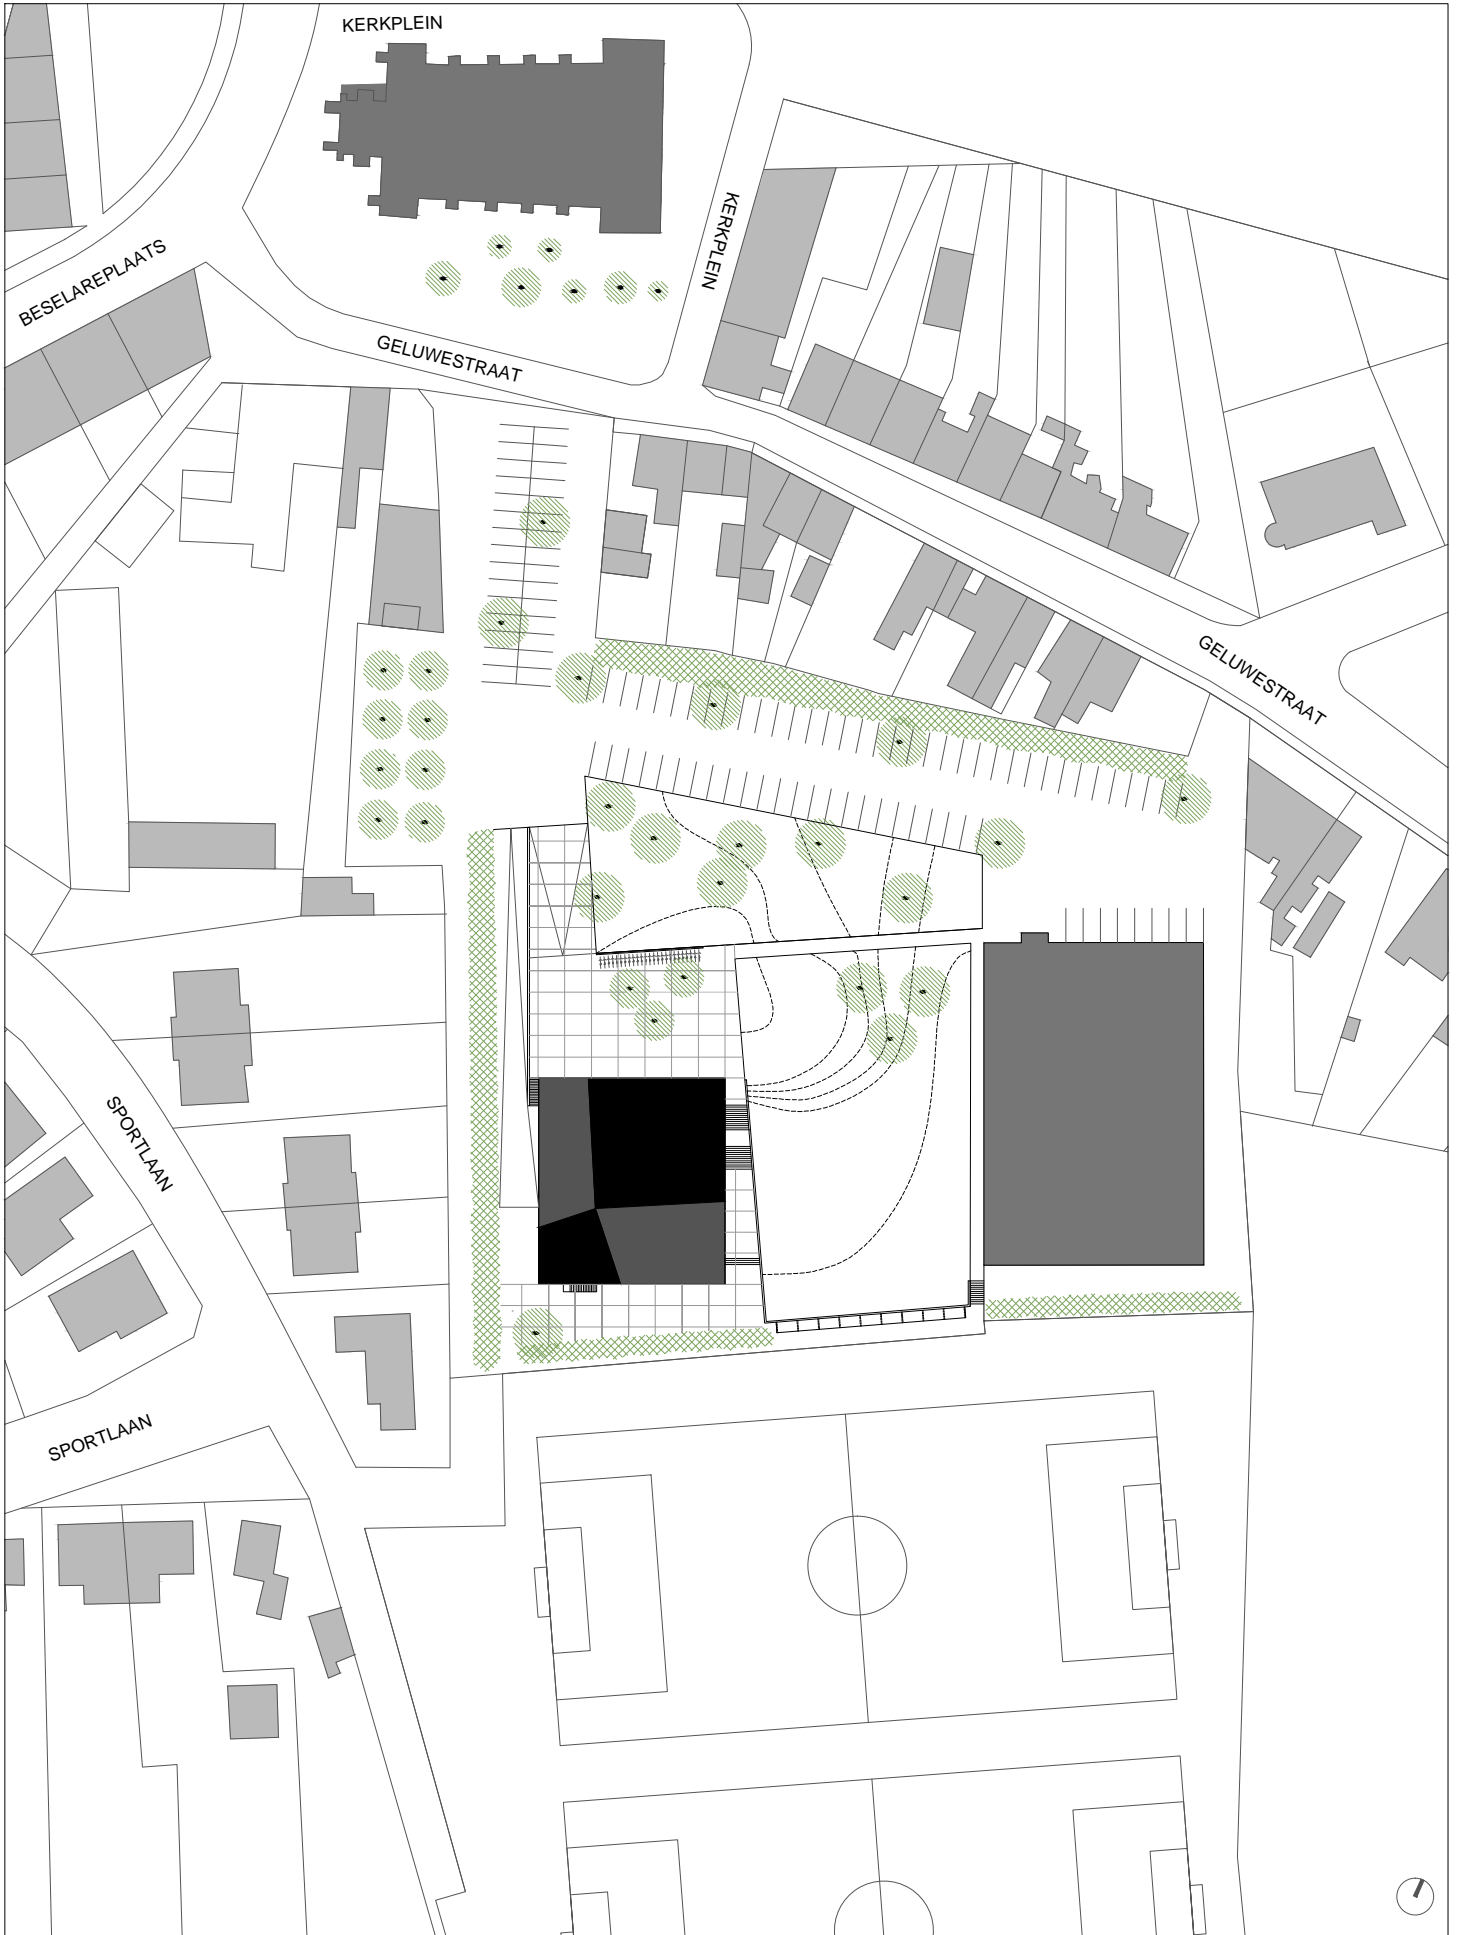 KERKPLEIN
KERKPLEIN
BESELAREPLAATS
GELUWESTRAAT
GELUWESTRAAT
SPORTLAAN
SPORTLAAN